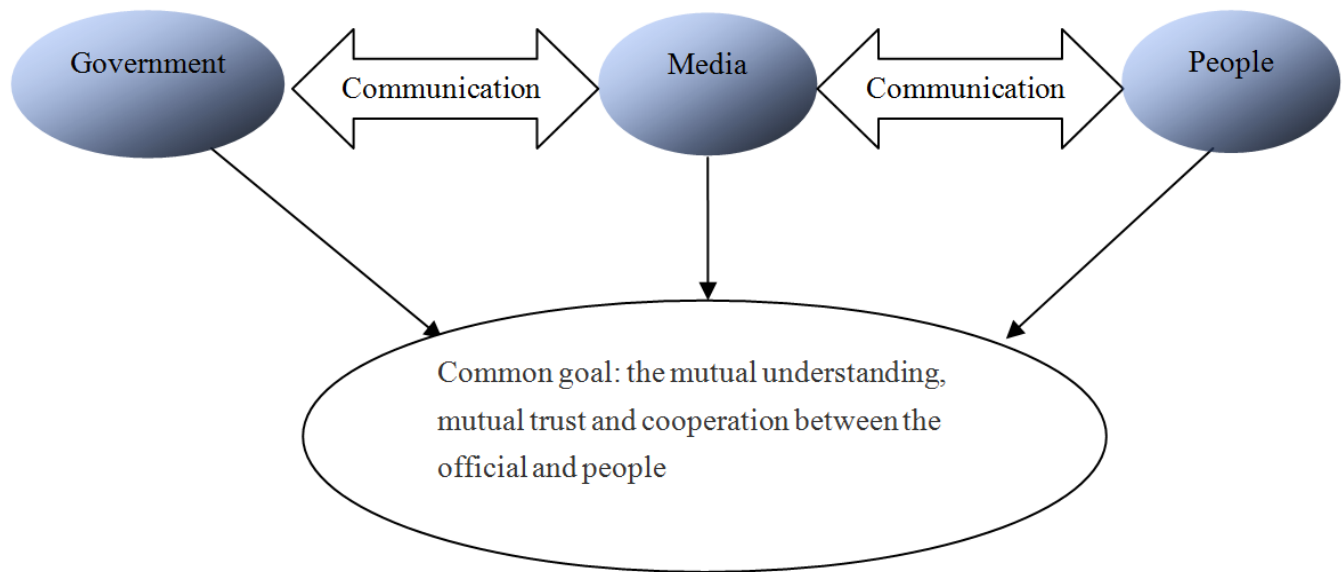 Government
Communication
Media
Communication
People
Common goal: the mutual understanding,
mutual trust and cooperation between the
official and people